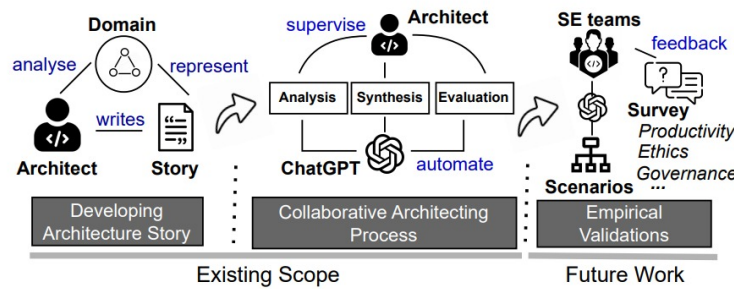 Domain
analyse
represent
writes
Architect
Story
Developing
Architecture Story
supervise
Architect
Analysis
Synthesis
Evaluation
ChatGPT
automate
Collaborative Architecting
Process
SE teams
feedback
?
Survey
Productivity
Ethics
Governance
...
Scenarios
Empirical
Validations
Existing Scope
Future Work